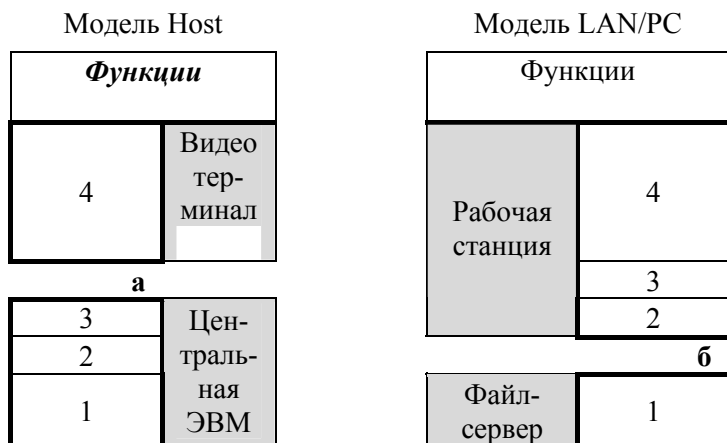 Модель Host
Функции
4
Видео
тер-
минал
а
3
2
1
Цен-
траль-
ная
ЭВМ
Модель LAN/PC
Функции
Рабочая
станция
4
3
2
б
Файл-
сервер
1